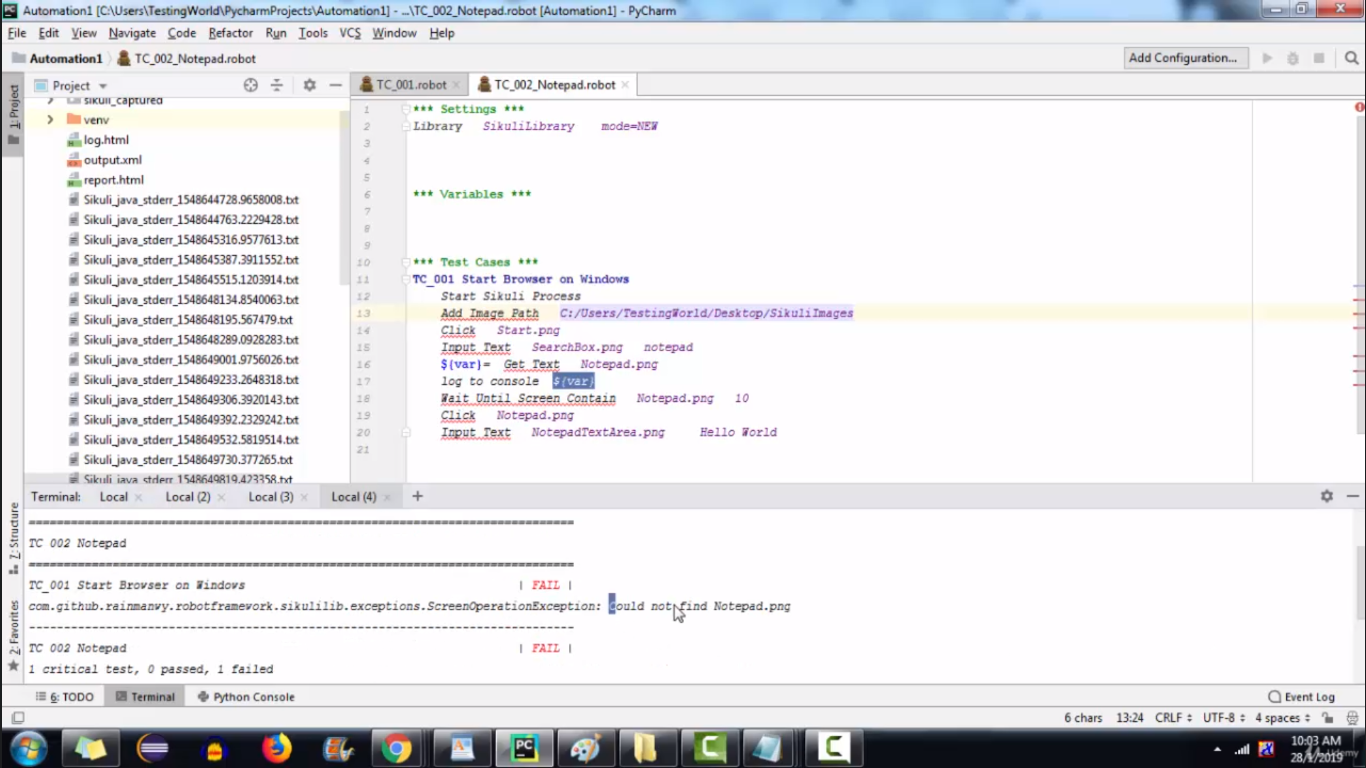 Automation1 [C:\Users\TestingWorld\PycharmProjects\Automation1] - ...\TC_002_Notepad.robot [Automation1] - PyCharm
File Edit View Navigate Code Refactor Run Tools VCS Window Help
Automation1 TC_002_Notepad.robot Add Configuration...
1: Project
Project
TC_001.robot TC_002_Notepad.robot
sikuli_captured
venv
log.html
output.xml
report.html
Sikuli_java_stderr_1548644728.9658008.txt
Sikuli_java_stderr_1548644763.2229428.txt
Sikuli_java_stderr_1548645316.9577613.txt
Sikuli_java_stderr_1548645387.3911552.txt
Sikuli_java_stderr_1548645515.1203914.txt
Sikuli_java_stderr_1548648134.8540063.txt
Sikuli_java_stderr_1548648195.567479.txt
Sikuli_java_stderr_1548648289.0928283.txt
Sikuli_java_stderr_1548649001.9756026.txt
Sikuli_java_stderr_1548649233.2648318.txt
Sikuli_java_stderr_1548649306.3920143.txt
Sikuli_java_stderr_1548649392.2329242.txt
Sikuli_java_stderr_1548649532.5819514.txt
Sikuli_java_stderr_1548649730.377265.txt
Sikuli_java_stderr_1548649819.423358.txt
1 *** Settings ***
2 Library SikuliLibrary mode=NEW
3
4
5
6 *** Variables ***
7
8
9
10 *** Test Cases ***
11 TC_001 Start Browser on Windows
12 Start Sikuli Process
13 Add Image Path C:/Users/TestingWorld/Desktop/SikuliImages
14 Click Start.png
15 Input Text SearchBox.png notepad
16 ${var}= Get Text Notepad.png
17 log to console ${var}
18 Wait Until Screen Contain Notepad.png 10
19 Click Notepad.png
20 Input Text NotepadTextArea.png Hello World
21
Terminal: Local Local (2) Local (3) Local (4) +
7: Structure
2: Favorites
==============================================================================
TC 002 Notepad
==============================================================================
TC_001 Start Browser on Windows | FAIL |
com.github.rainmanwy.robotframework.sikulilib.exceptions.ScreenOperationException: Could not find Notepad.png
------------------------------------------------------------------------------
TC 002 Notepad | FAIL |
1 critical test, 0 passed, 1 failed
6: TODO Terminal Python Console Event Log
6 chars 13:24 CRLF UTF-8 4 spaces
10:03 AM
28/1/2019
Udemy